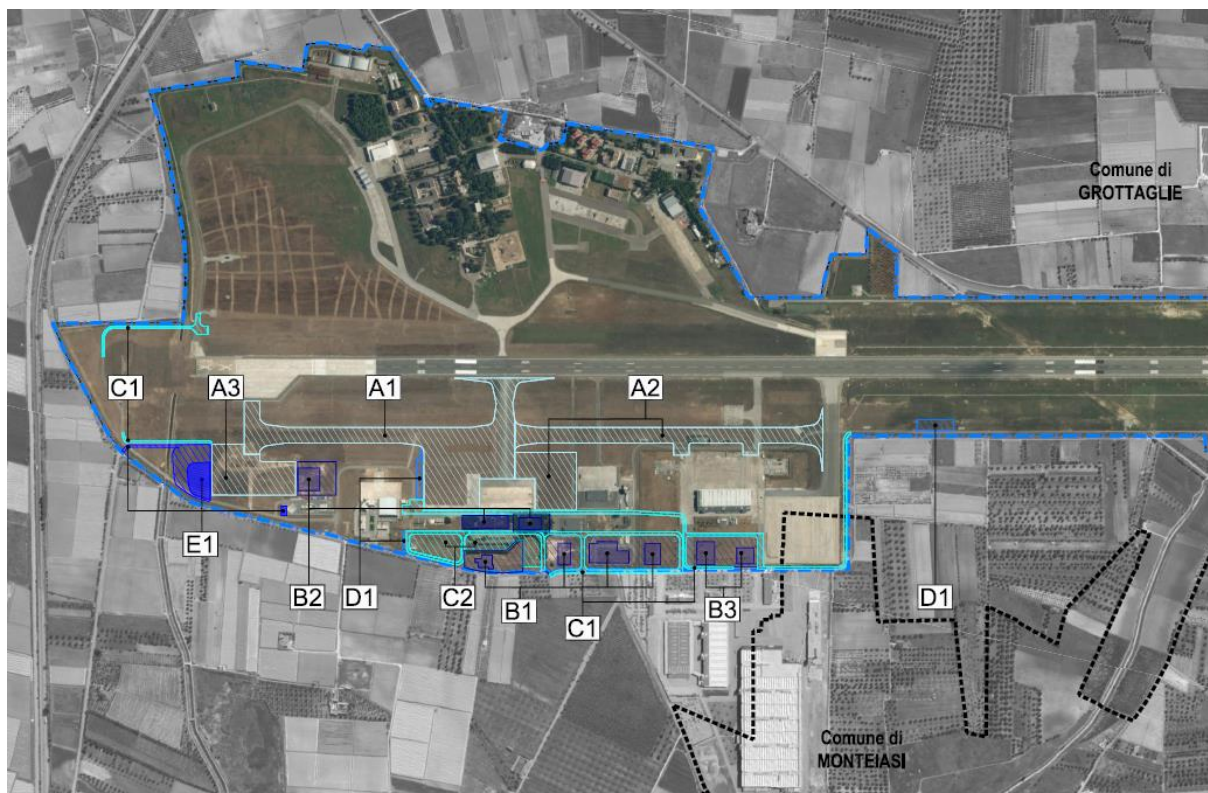 Comune di
GROTTAGLIE
C1
A3
A1
A2
D1
E1
B2
D1
C2
B1
C1
B3
Comune di
MONTEIASI